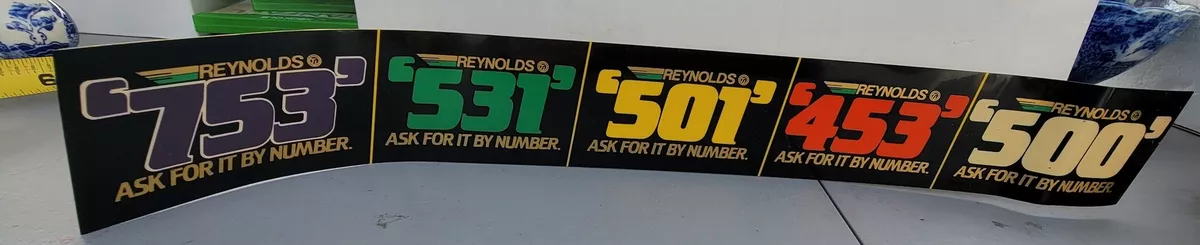 REYNOLDS
'753'
ASK FOR IT BY NUMBER.
REYNOLDS
'531'
ASK FOR IT BY NUMBER.
REYNOLDS
'501'
ASK FOR IT BY NUMBER.
REYNOLDS
'453'
ASK FOR IT BY NUMBER.
REYNOLDS
'500'
ASK FOR IT BY NUMBER.